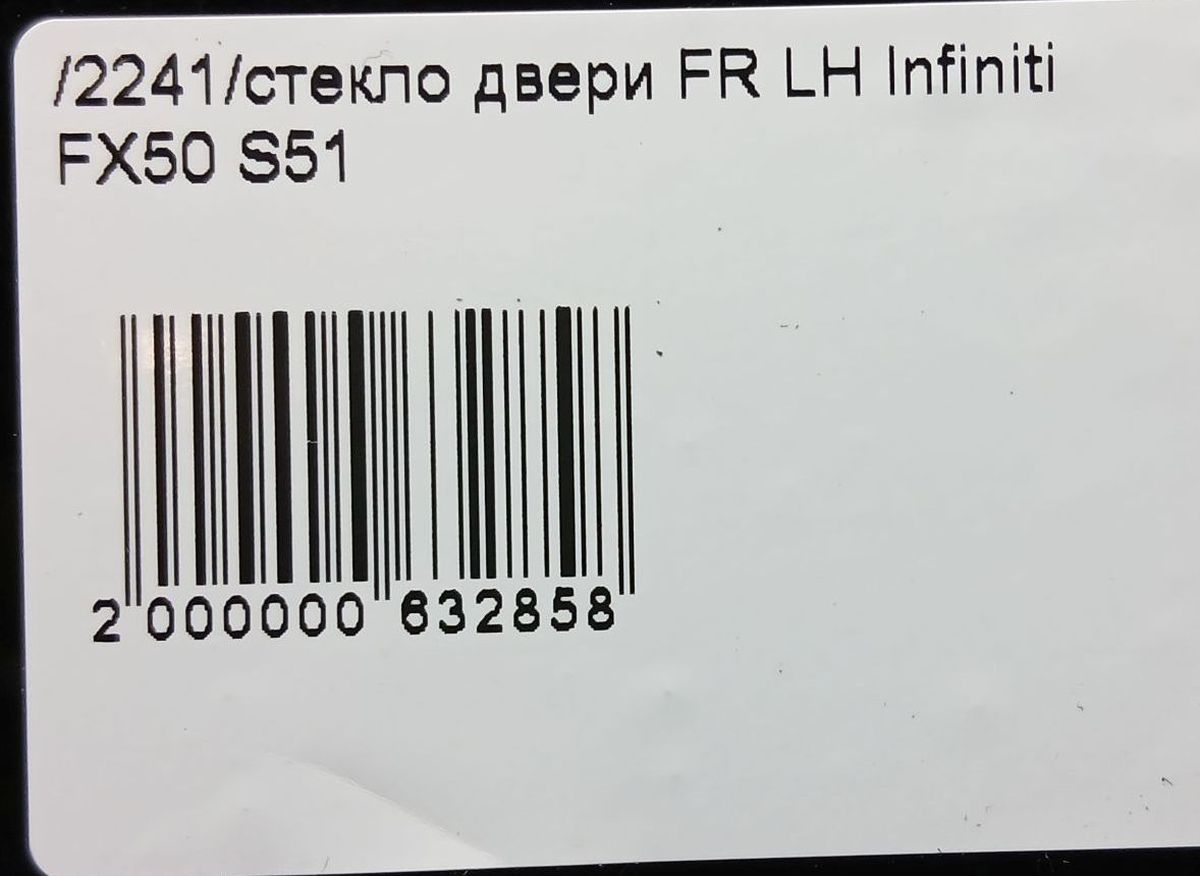 /2241/стекло двери FR LH Infiniti
FX50 S51
2 000000 632858